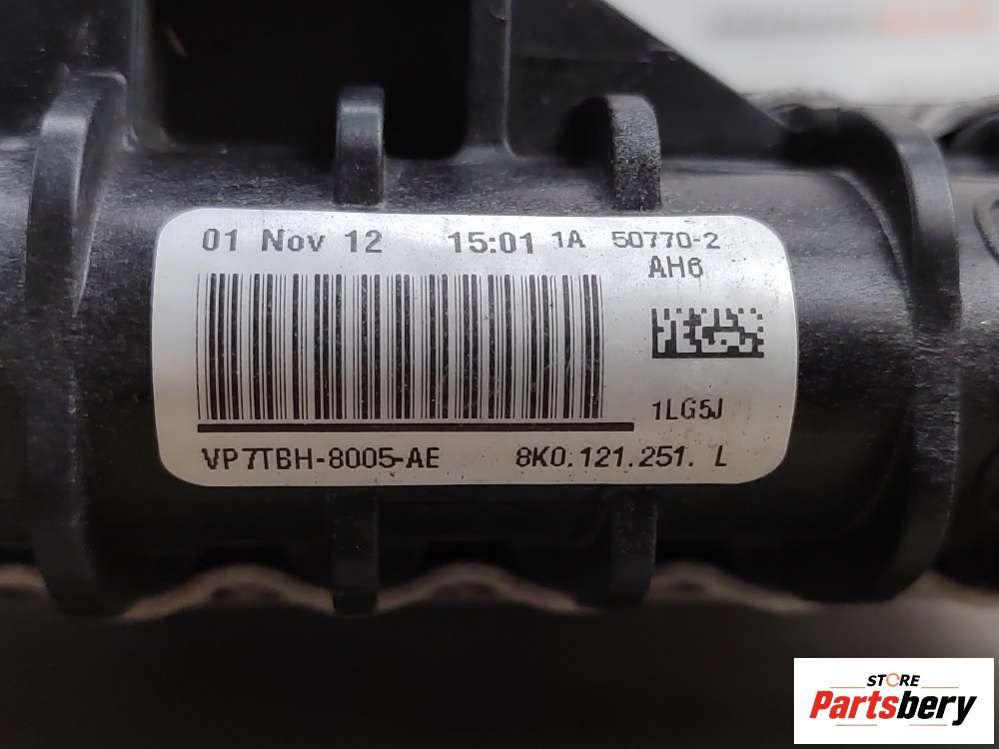 01 Nov 12 15:01 1A 50770-2
AH6
1LG5J
VP7TBH-8005-AE 8K0.121.251. L
STORE
Partsbery